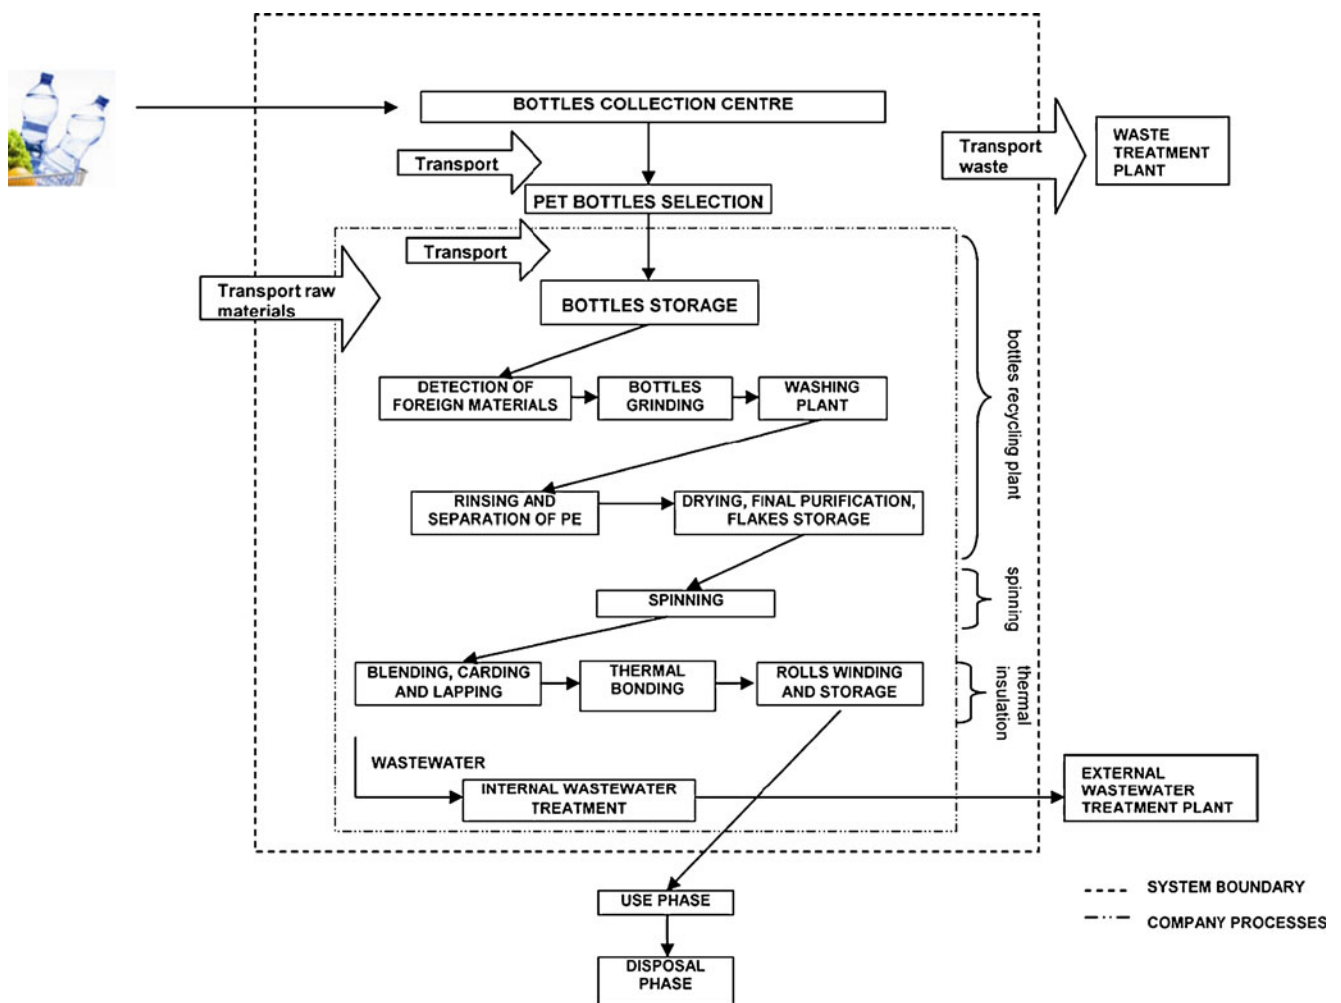 BOTTLES COLLECTION CENTRE
Transport
Transport
waste
WASTE
TREATMENT
PLANT
PET BOTTLES SELECTION
Transport
Transport raw
materials
BOTTLES STORAGE
DETECTION OF
FOREIGN MATERIALS
BOTTLES
GRINDING
WASHING
PLANT
bottles recycling plant
RINSING AND
SEPARATION OF PE
DRYING, FINAL PURIFICATION,
FLAKES STORAGE
SPINNING
spinning
BLENDING, CARDING
AND LAPPING
THERMAL
BONDING
ROLLS WINDING
AND STORAGE
thermal
insulation
WASTEWATER
INTERNAL WASTEWATER
TREATMENT
EXTERNAL
WASTEWATER
TREATMENT PLANT
USE PHASE
DISPOSAL
PHASE
SYSTEM BOUNDARY
COMPANY PROCESSES